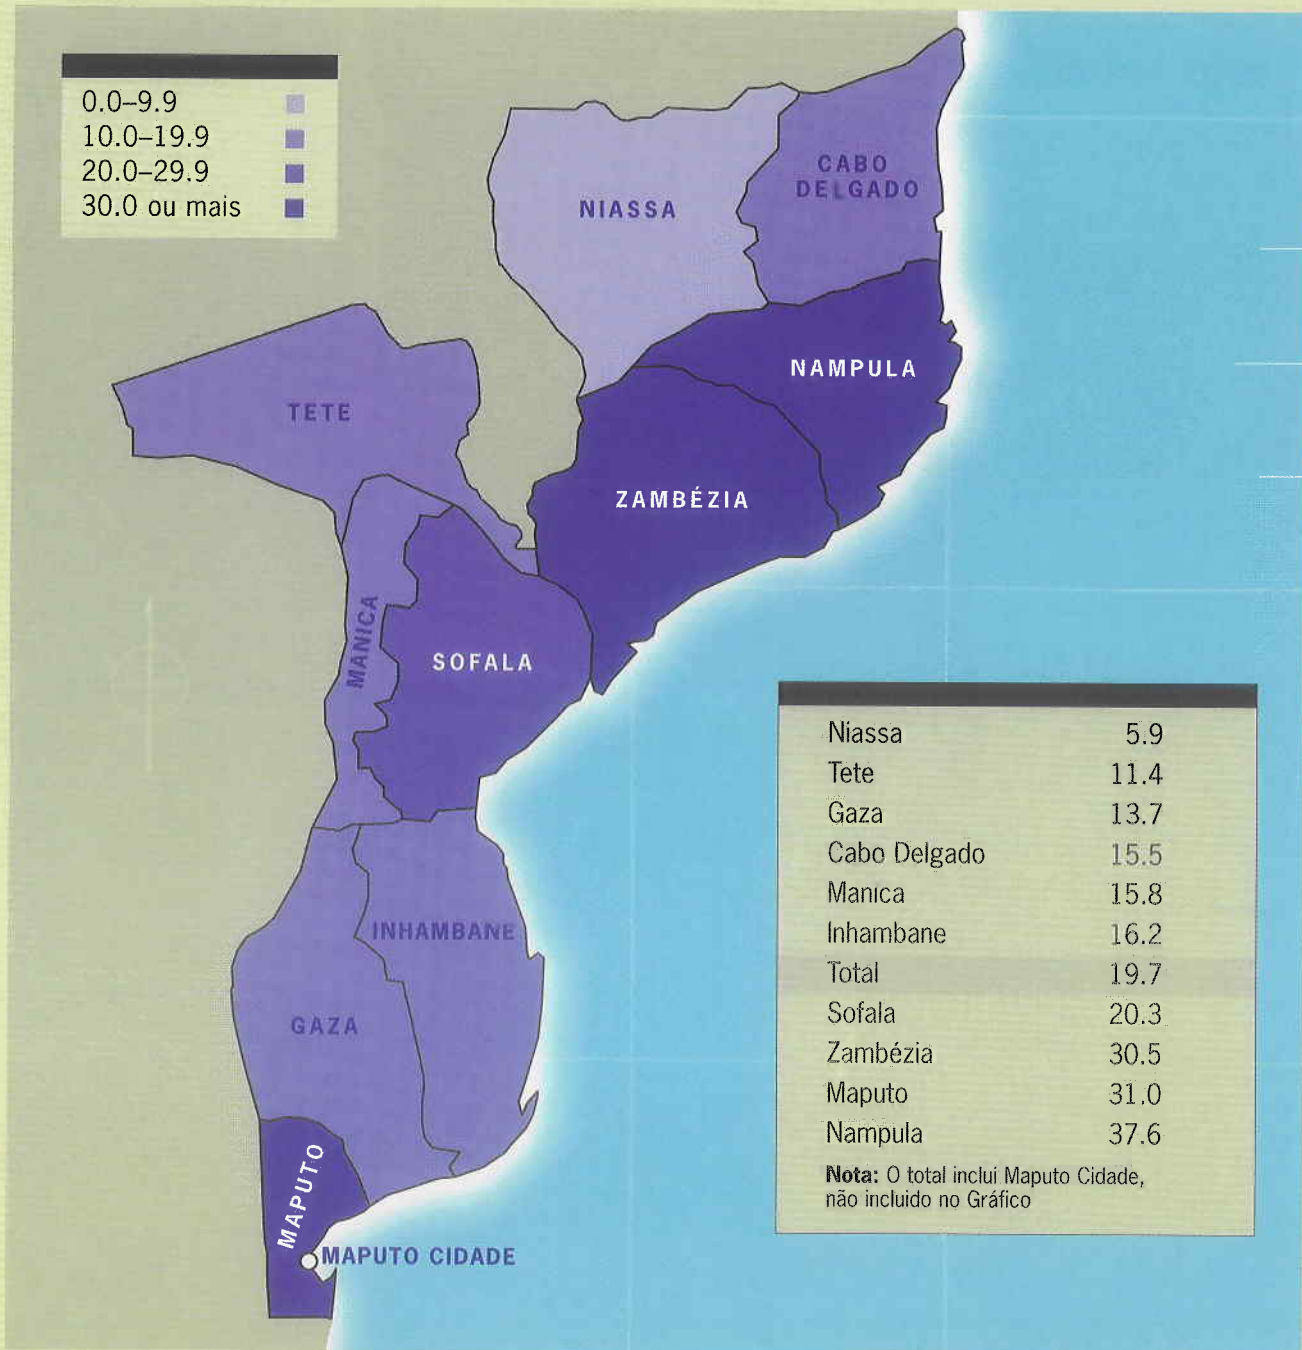 0.0–9.9
10.0–19.9
20.0–29.9
30.0 ou mais
CABO
DELGADO
NIASSA
NAMPULA
TETE
ZAMBÉZIA
MANICA
SOFALA
INHAMBANE
GAZA
MAPUTO
MAPUTO CIDADE
Niassa 5.9
Tete 11.4
Gaza 13.7
Cabo Delgado 15.5
Manica 15.8
Inhambane 16.2
Total 19.7
Sofala 20.3
Zambézia 30.5
Maputo 31.0
Nampula 37.6
Nota: O total inclui Maputo Cidade,
não incluido no Gráfico